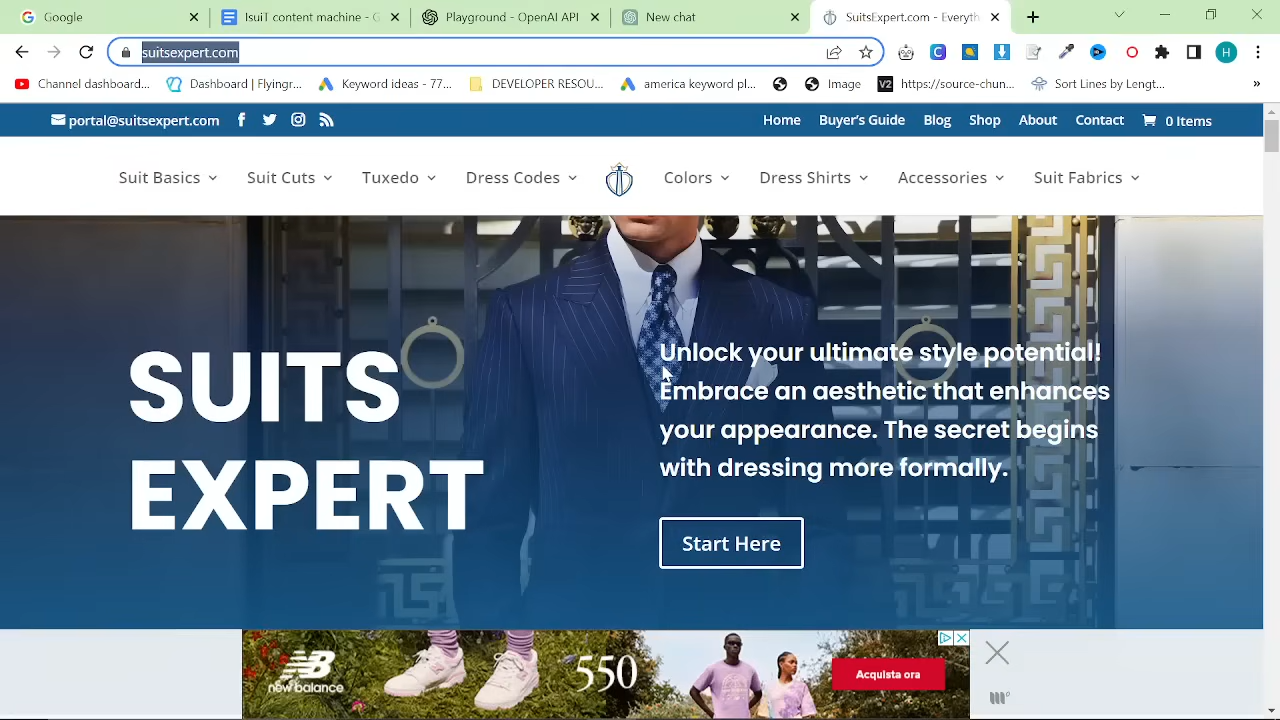 Google
SuiT content machine - G
Playground - OpenAI API
New chat
SuitsExpert.com - Everyth
suitsexpert.com
H
Channel dashboard...
Dashboard | Flyingr...
Keyword ideas - 77...
DEVELOPER RESOU...
america keyword pl...
Image
V2
https://source-chun...
Sort Lines by Lengt...
»
portal@suitsexpert.com
Home
Buyer's Guide
Blog
Shop
About
Contact
0 Items
Suit Basics
Suit Cuts
Tuxedo
Dress Codes
Colors
Dress Shirts
Accessories
Suit Fabrics
SUITS
EXPERT
Unlock your ultimate style potential!
Embrace an aesthetic that enhances
your appearance. The secret begins
with dressing more formally.
Start Here
new balance
550
Acquista ora